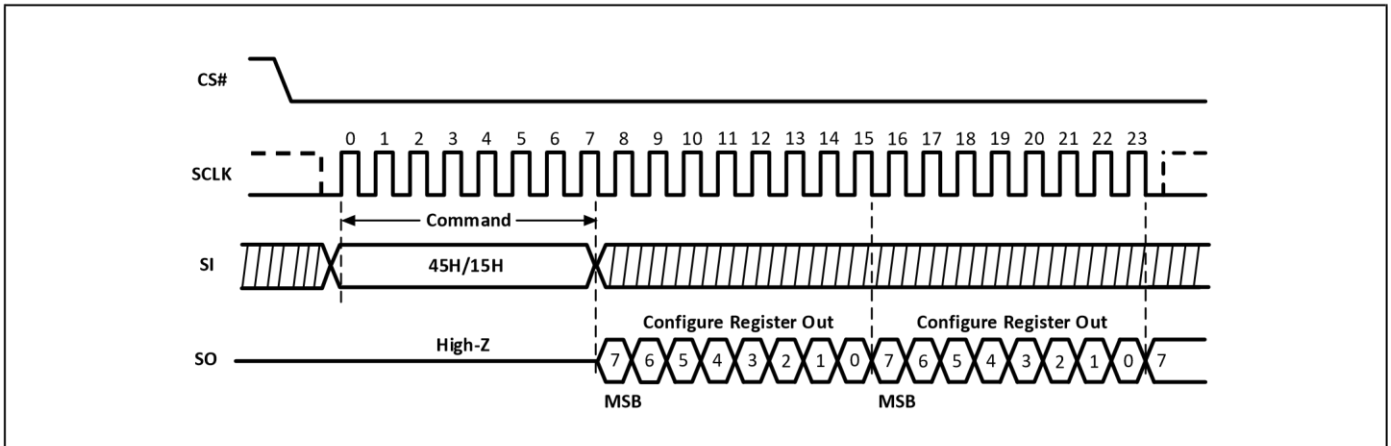 CS#
0 1 2 3 4 5 6 7 8 9 10 11 12 13 14 15 16 17 18 19 20 21 22 23
SCLK
Command
SI
45H/15H
Configure Register Out Configure Register Out
High-Z
SO
7 6 5 4 3 2 1 0 7 6 5 4 3 2 1 0 7
MSB MSB